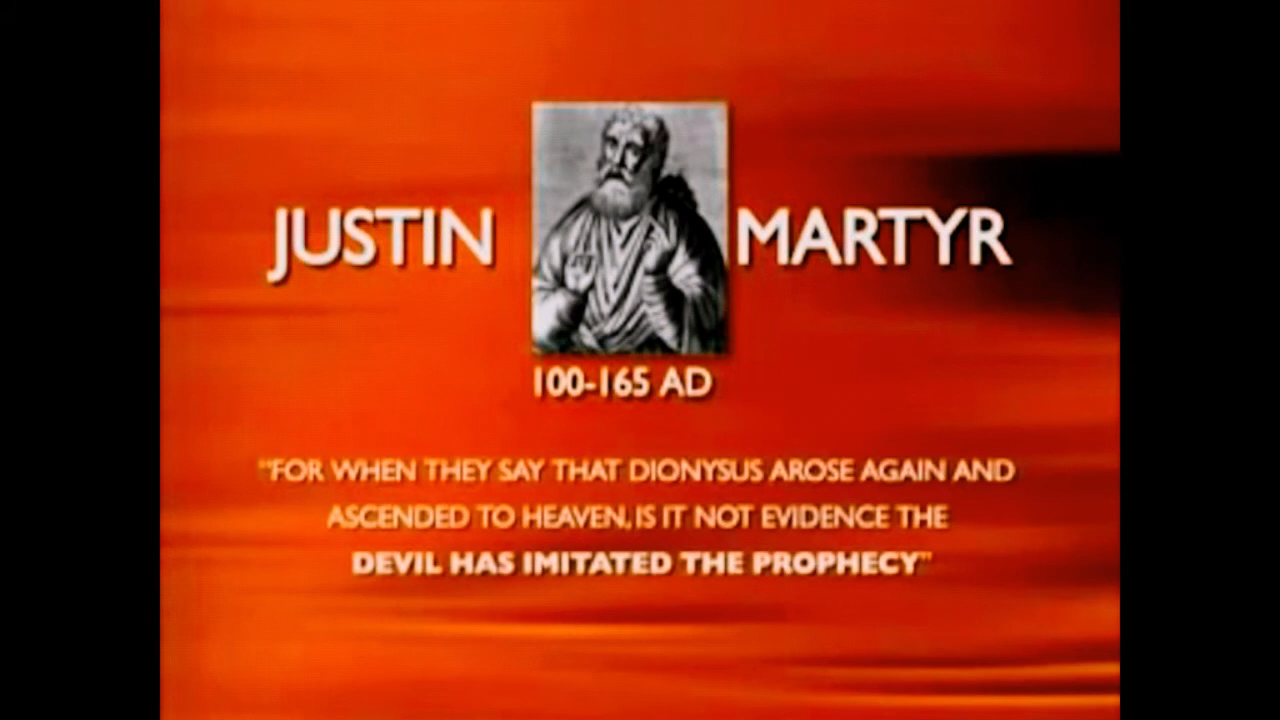 JUSTIN MARTYR
100-165 AD
"FOR WHEN THEY SAY THAT DIONYSUS AROSE AGAIN AND
ASCENDED TO HEAVEN, IS IT NOT EVIDENCE THE
DEVIL HAS IMITATED THE PROPHECY"